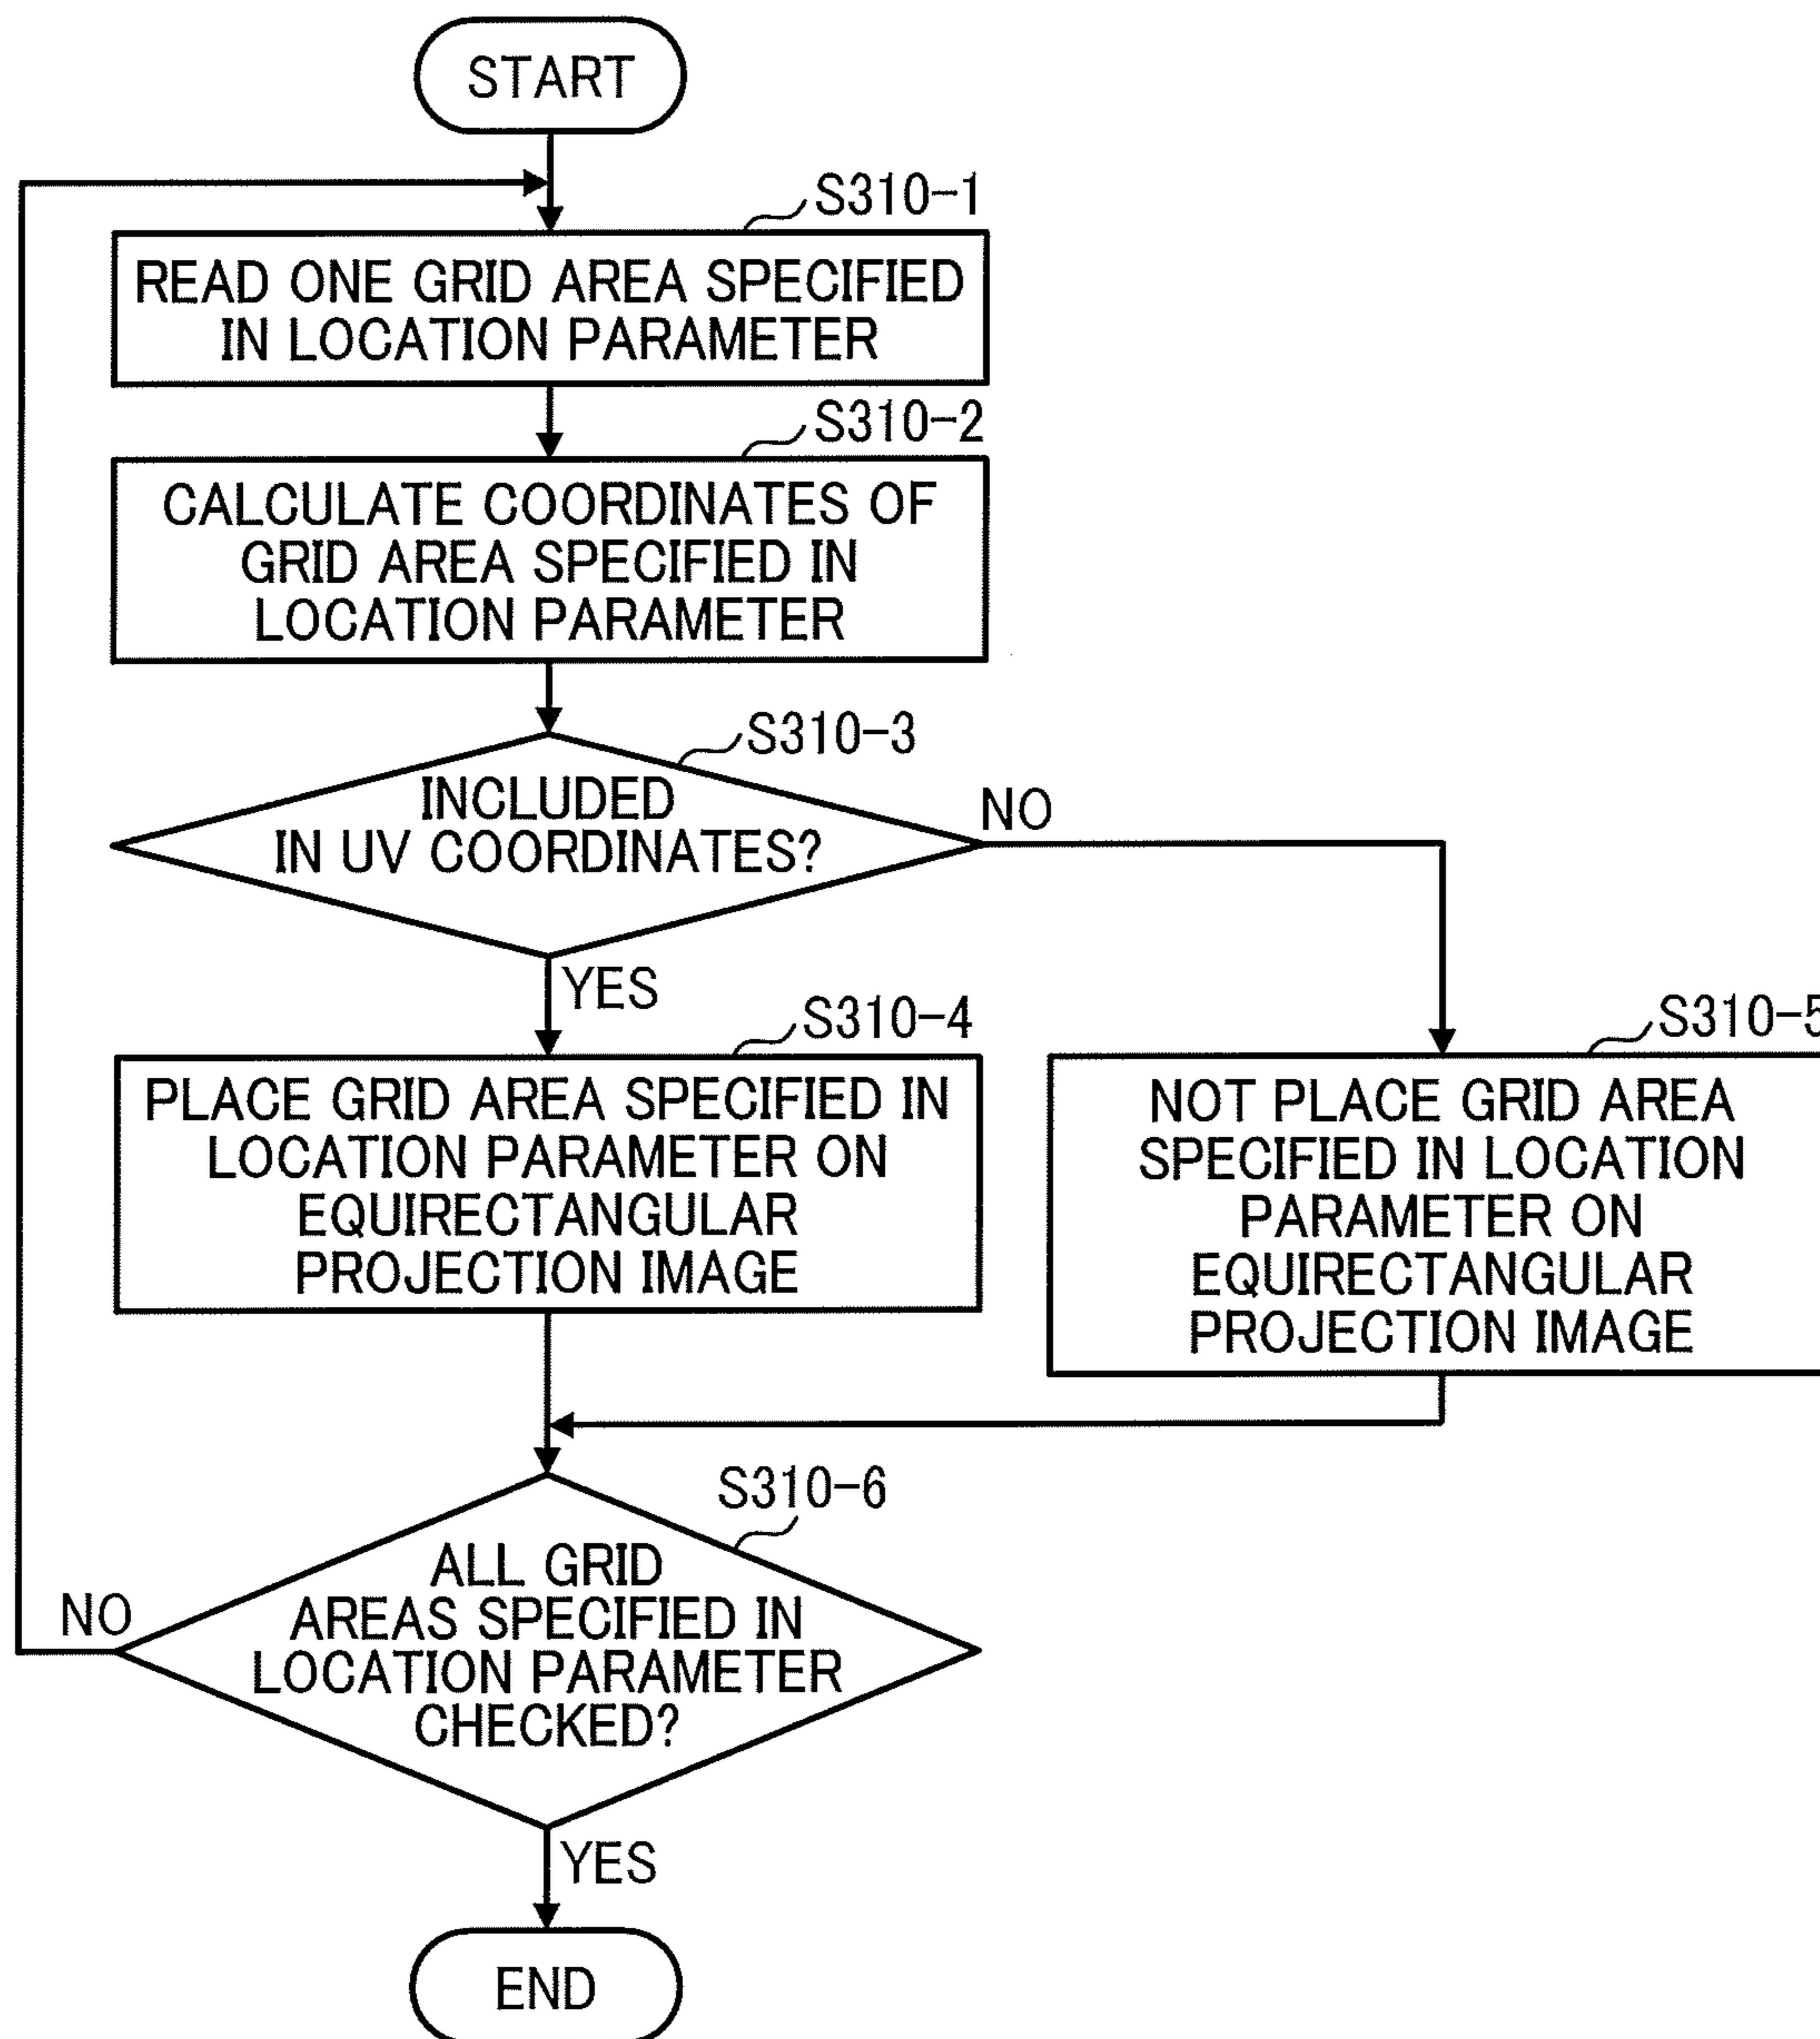 START
S310-1
READ ONE GRID AREA SPECIFIED
IN LOCATION PARAMETER
S310-2
CALCULATE COORDINATES OF
GRID AREA SPECIFIED IN
LOCATION PARAMETER
S310-3
INCLUDED
IN UV COORDINATES?
NO
YES
S310-4
PLACE GRID AREA SPECIFIED IN
LOCATION PARAMETER ON
EQUIRECTANGULAR
PROJECTION IMAGE
S310-5
NOT PLACE GRID AREA
SPECIFIED IN LOCATION
PARAMETER ON
EQUIRECTANGULAR
PROJECTION IMAGE
S310-6
ALL GRID
AREAS SPECIFIED IN
LOCATION PARAMETER
CHECKED?
NO
YES
END